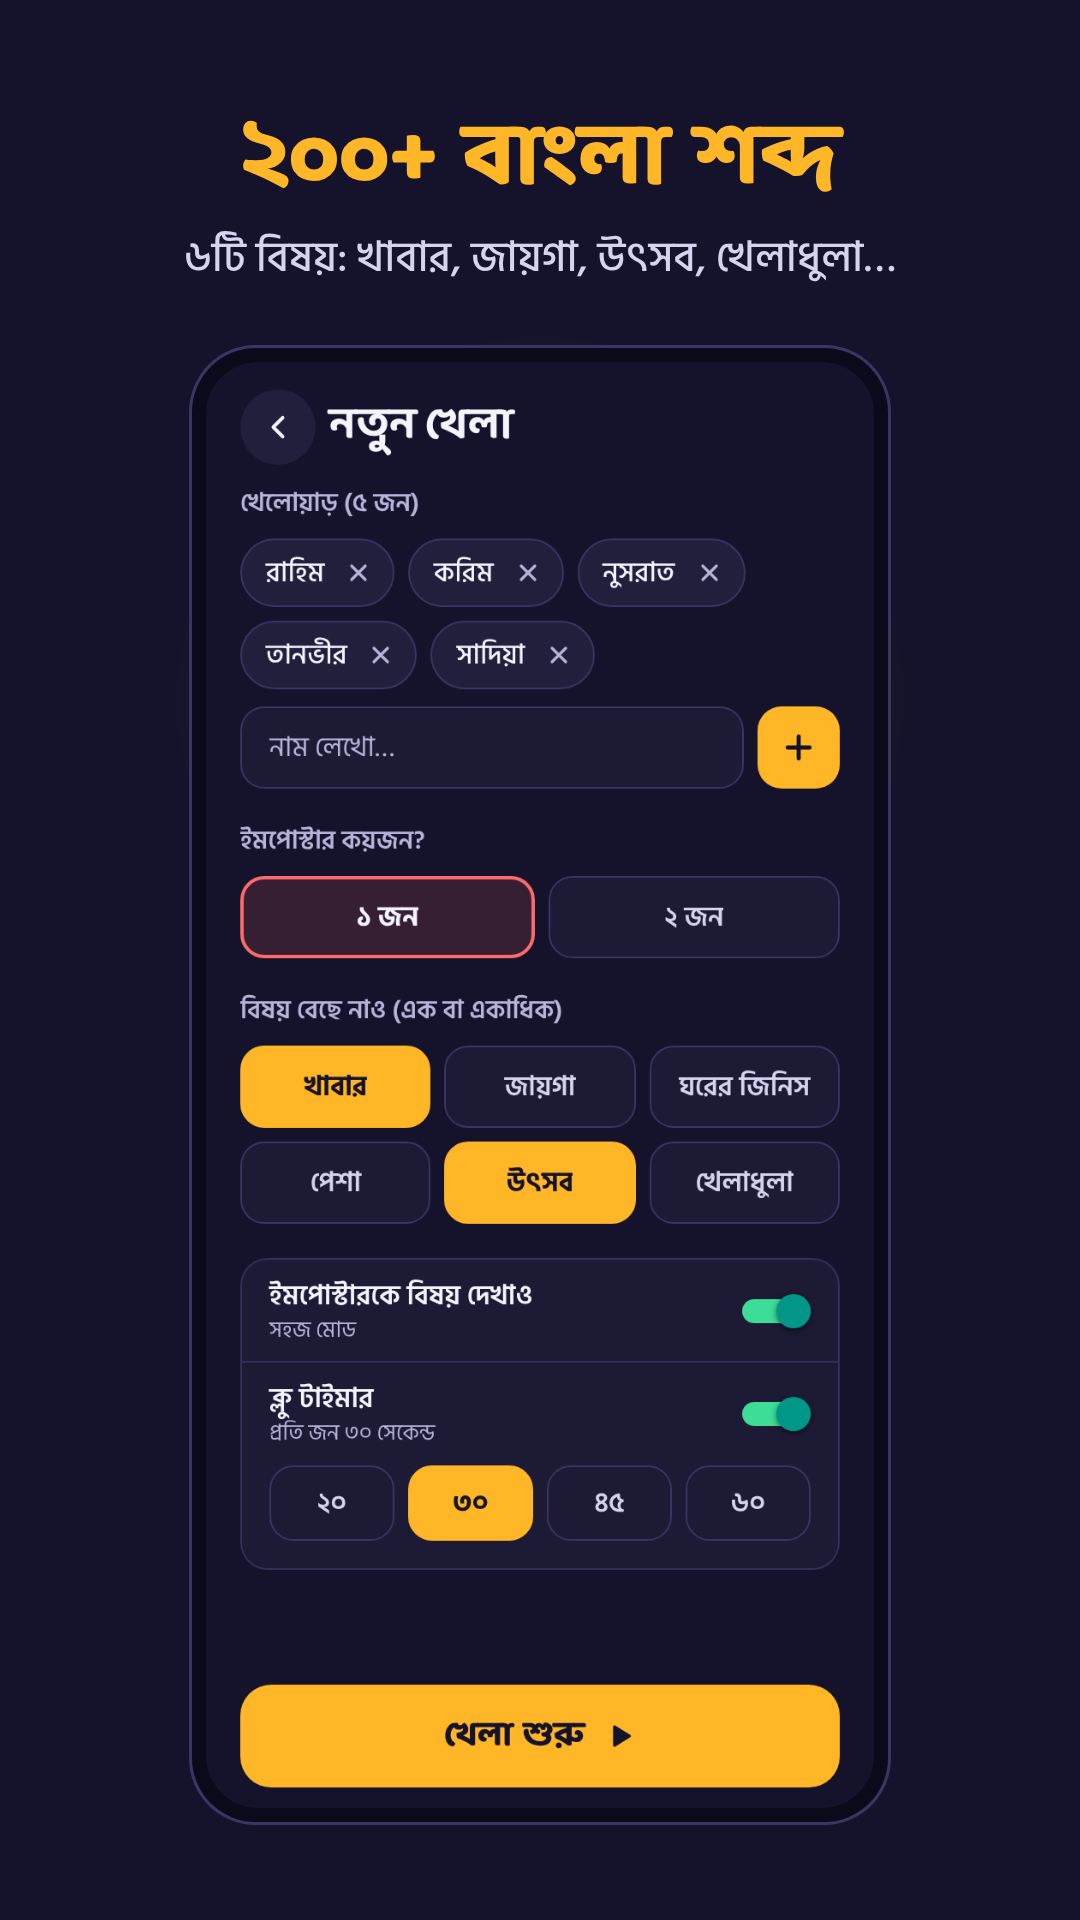 ২০০+ বাংলা শব্দ
৬টি বিষয়: খাবার, জায়গা, উৎসব, খেলাধুলা...
নতুন খেলা
খেলোয়াড় (৫ জন)
রাহিম করিম নুসরাত
তানভীর সাদিয়া
নাম লেখো...
ইমপোস্টার কয়জন?
১ জন ২ জন
বিষয় বেছে নাও (এক বা একাধিক)
খাবার জায়গা ঘরের জিনিস
পেশা উৎসব খেলাধুলা
ইমপোস্টারকে বিষয় দেখাও
সহজ মোড
ক্লু টাইমার
প্রতি জন ৩০ সেকেন্ড
২০ ৩০ ৪৫ ৬০
খেলা শুরু